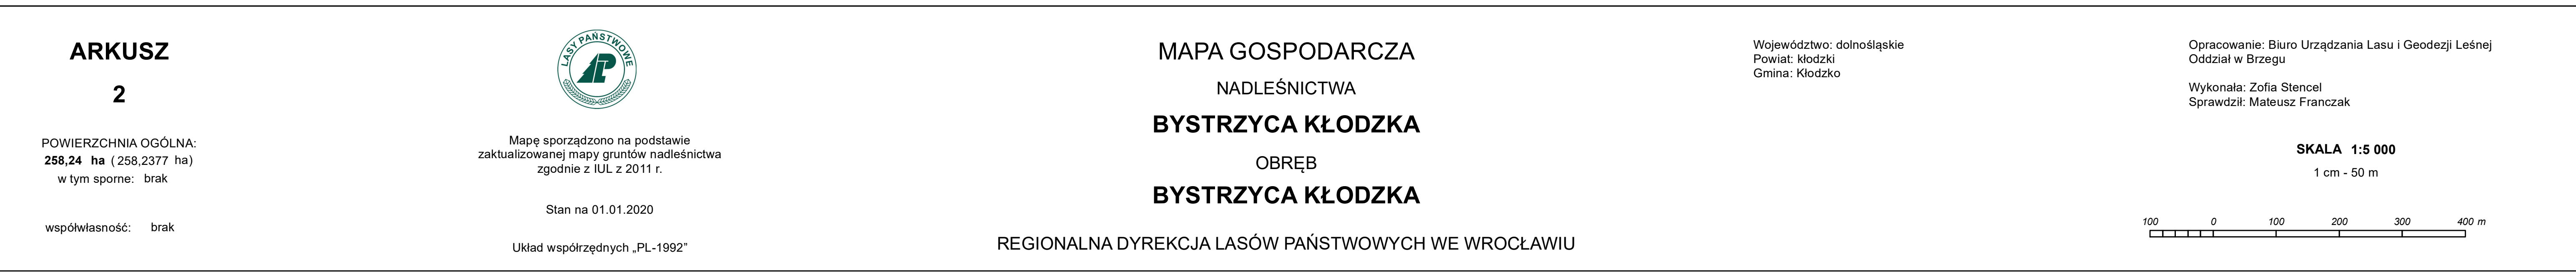 ARKUSZ
2
POWIERZCHNIA OGÓLNA:
258,24 ha (258,2377 ha)
w tym sporne: brak
współwłasność: brak
LASY PAŃSTWOWE
LP
Mapę sporządzono na podstawie
zaktualizowanej mapy gruntów nadleśnictwa
zgodnie z IUL z 2011 r.
Stan na 01.01.2020
Układ współrzędnych „PL-1992”
MAPA GOSPODARCZA
NADLEŚNICTWA
BYSTRZYCA KŁODZKA
OBRĘB
BYSTRZYCA KŁODZKA
REGIONALNA DYREKCJA LASÓW PAŃSTWOWYCH WE WROCŁAWIU
Województwo: dolnośląskie
Powiat: kłodzki
Gmina: Kłodzko
Opracowanie: Biuro Urządzania Lasu i Geodezji Leśnej
Oddział w Brzegu
Wykonała: Zofia Stencel
Sprawdził: Mateusz Franczak
SKALA 1:5 000
1 cm - 50 m
100 0 100 200 300 400 m